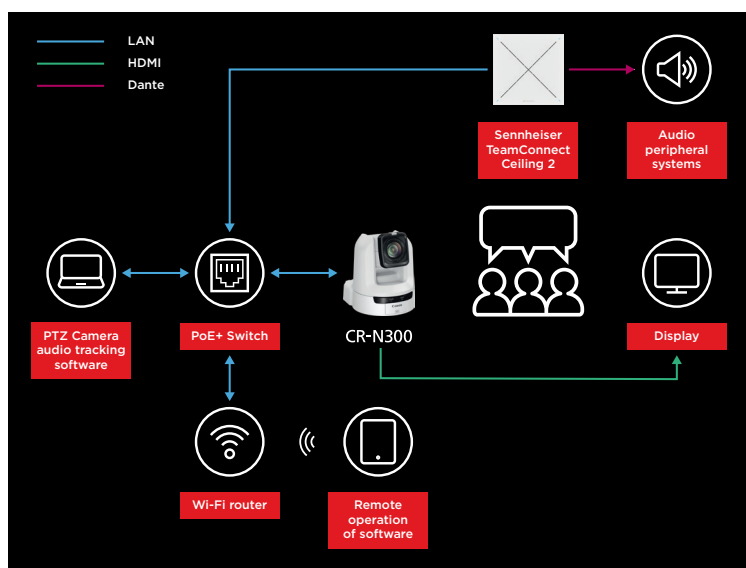 LAN
HDMI
Dante
Sennheiser
TeamConnect
Ceiling 2
Audio
peripheral
systems
PTZ Camera
audio tracking
software
PoE+ Switch
CR-N300
Display
Wi-Fi router
Remote
operation
of software